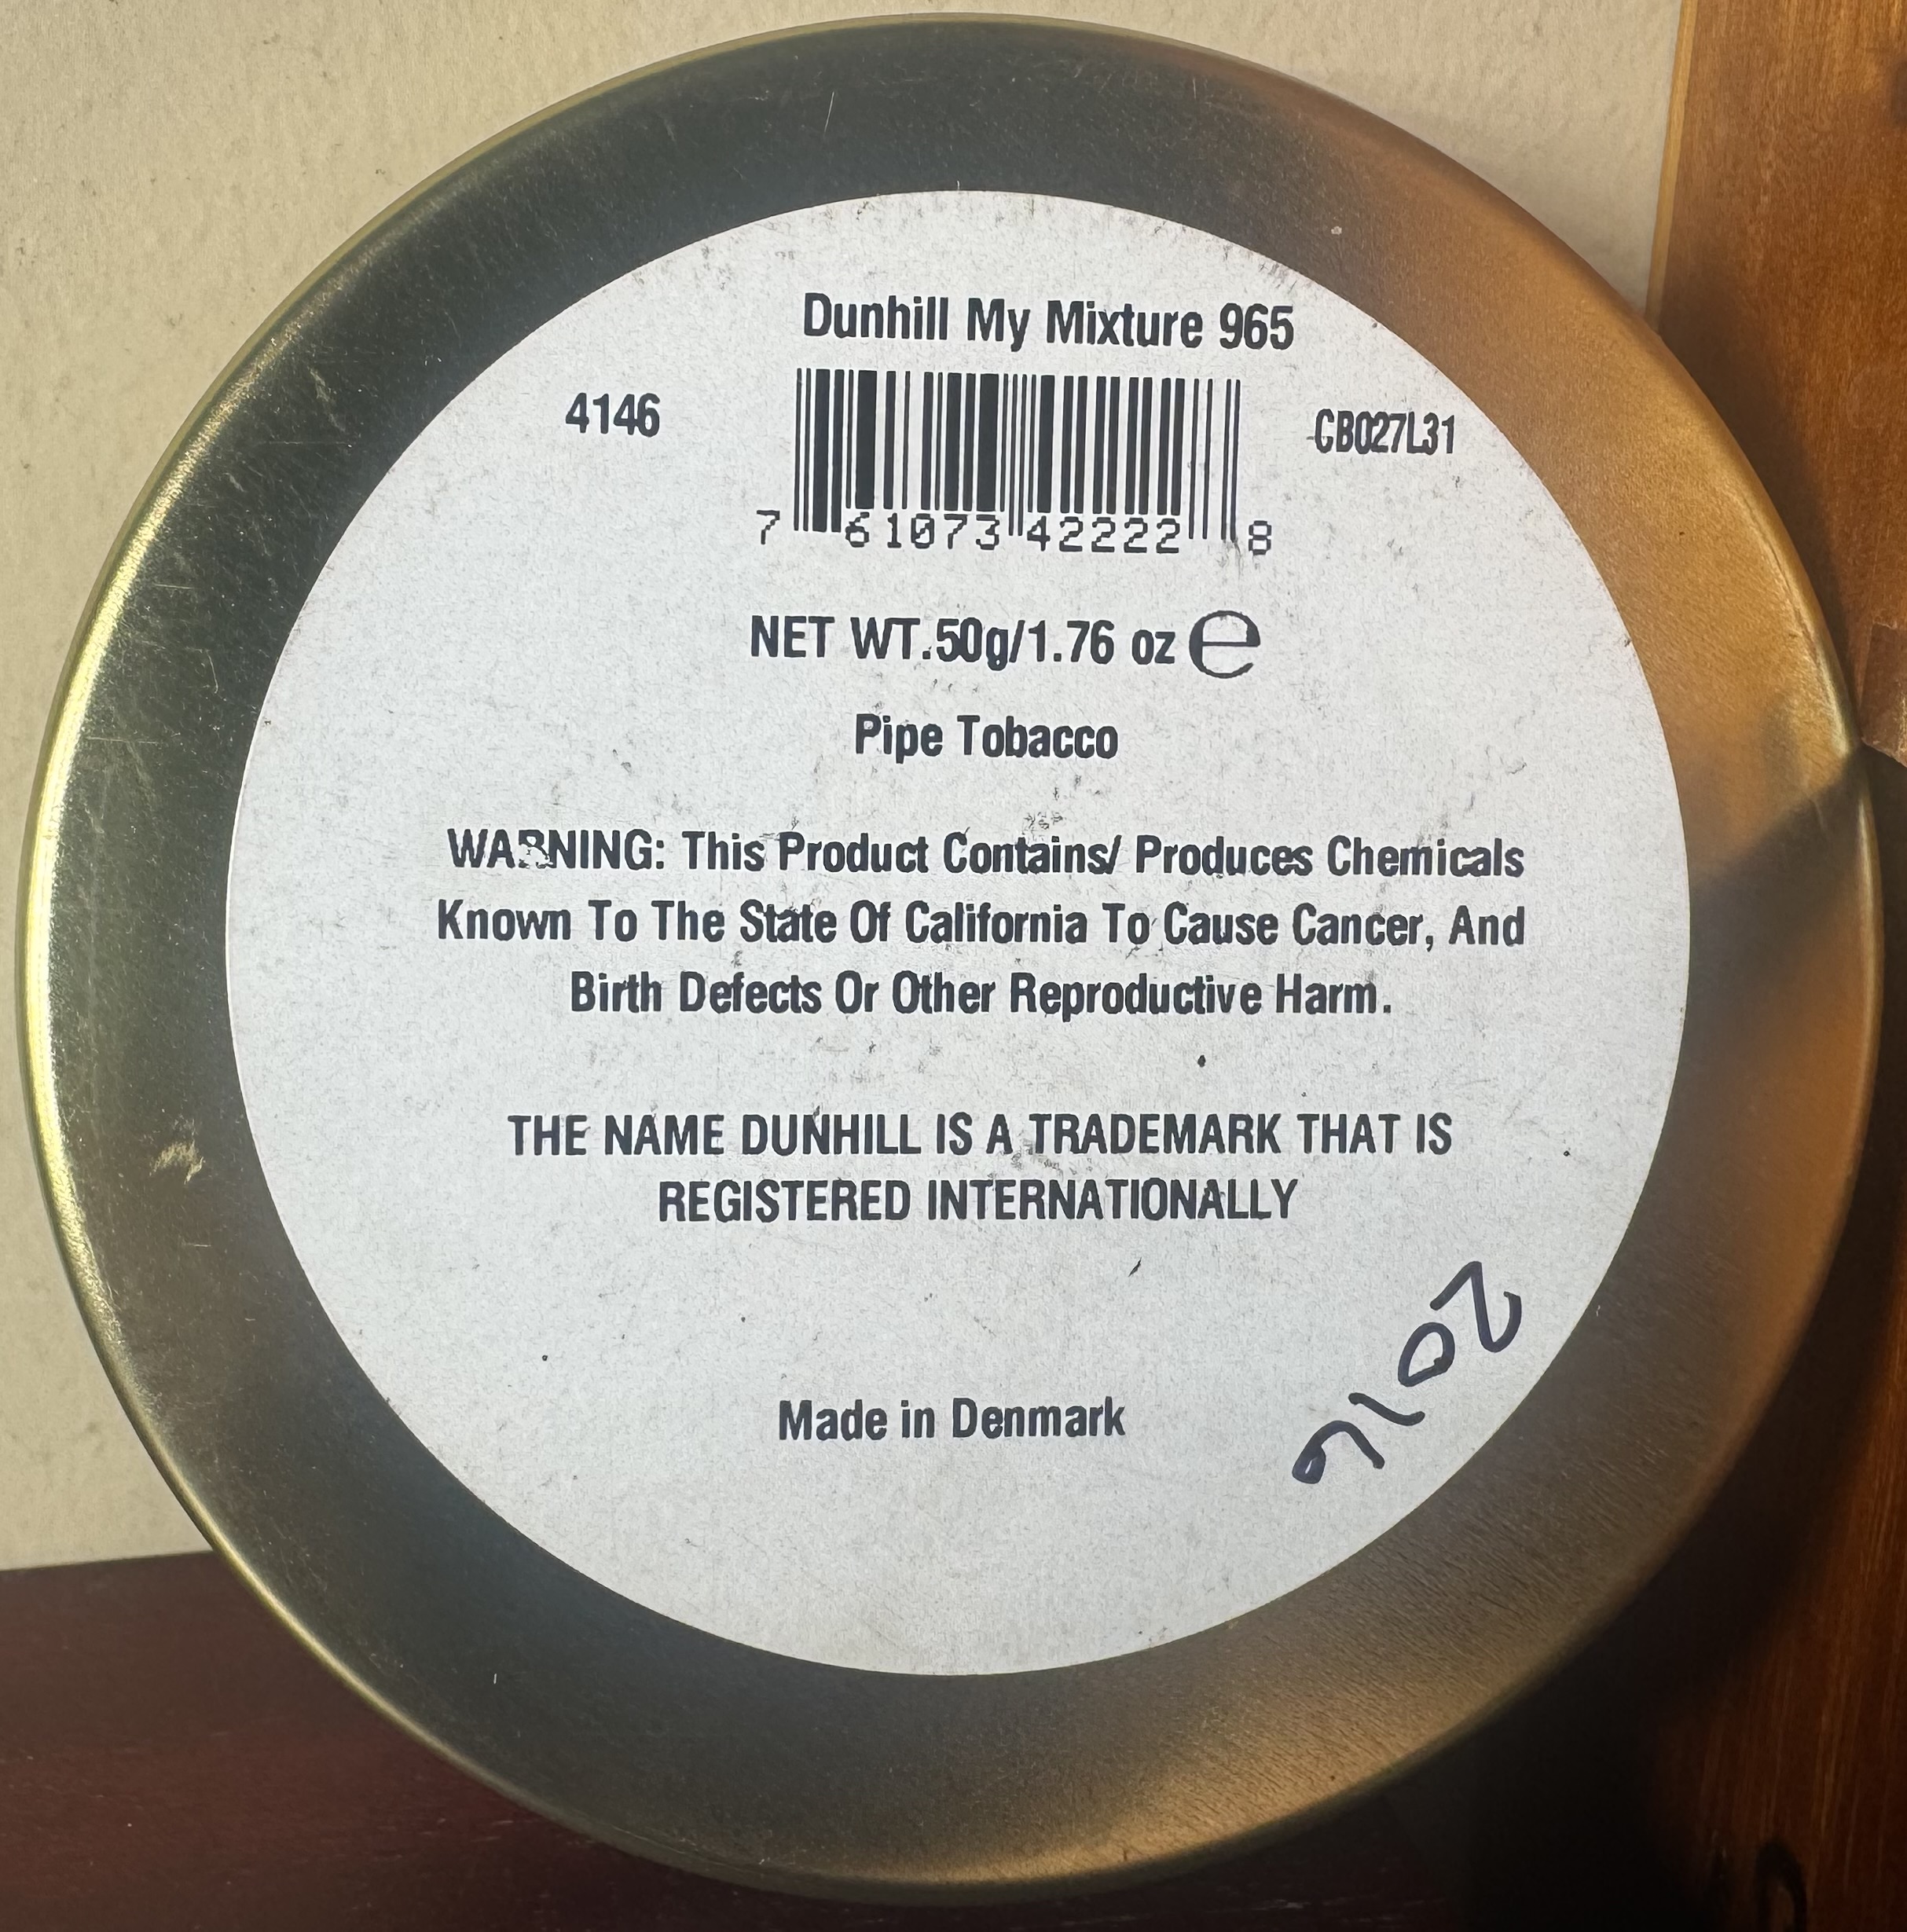 Dunhill My Mixture 965
4146
CB027L31
7 61073 42222 8
NET WT.50g/1.76 oz e
Pipe Tobacco
WARNING: This Product Contains/ Produces Chemicals
Known To The State Of California To Cause Cancer, And
Birth Defects Or Other Reproductive Harm.
THE NAME DUNHILL IS A TRADEMARK THAT IS
REGISTERED INTERNATIONALLY
2016
Made in Denmark